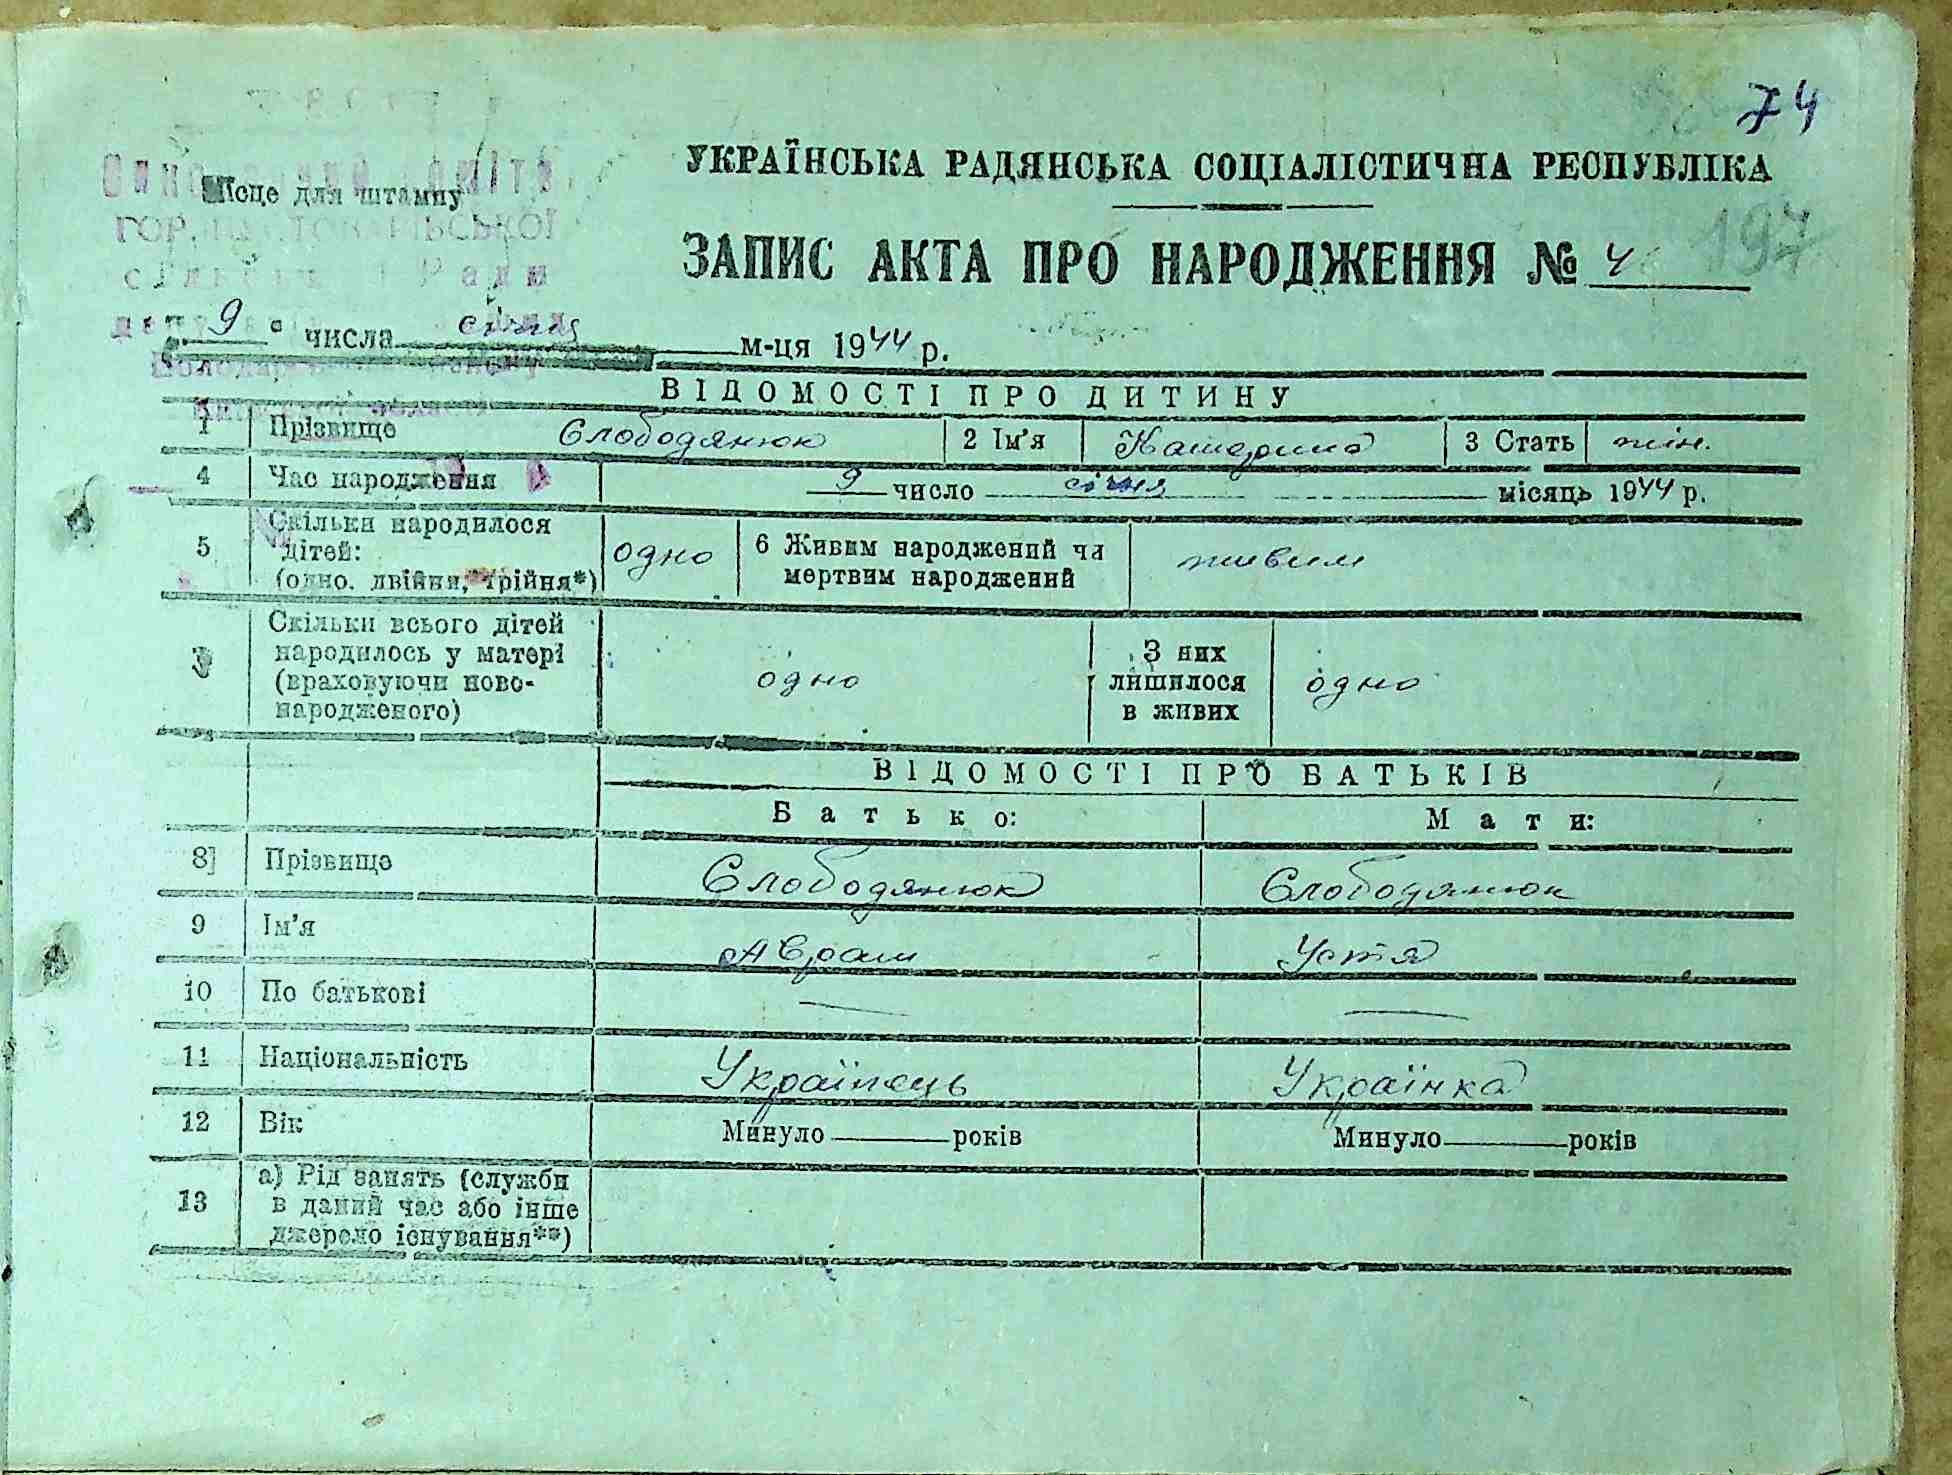 74
УКРАЇНСЬКА РАДЯНСЬКА СОЦІАЛІСТИЧНА РЕСПУБЛІКА
Місце для штампу
сільської Ради
ЗАПИС АКТА ПРО НАРОДЖЕННЯ № 4
197
9 числа січня м-ця 1944 р.
ВІДОМОСТІ ПРО ДИТИНУ
1 Прізвище Слободянюк 2 Ім'я Катерина 3 Стать жін.
4 Час народження 9 число січня місяць 1944 р.
5 Скільки народилося дітей: (одно, двійни, трійня*) одно 6 Живим народжений чи мертвим народжений живим
Скільки всього дітей народилось у матері (враховуючи ново-народженого) одно З них лишилося в живих одно
ВІДОМОСТІ ПРО БАТЬКІВ
Батько: Мати:
8 Прізвище Слободянюк Слободянюк
9 Ім'я Аврам Устя
10 По батькові — —
11 Національність Українець Українка
12 Вік Минуло ——— років Минуло ——— років
13 а) Рід занять (служби в даний час або інше джерело існування**)